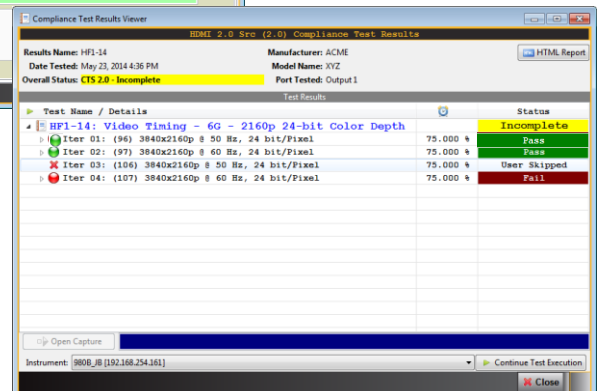 Compliance Test Results Viewer
HDMI 2.0 Src (2.0) Compliance Test Results
Results Name: HF1-14 Manufacturer: ACME HTML Report
Date Tested: May 23, 2014 4:36 PM Model Name: XYZ
Overall Status: CTS 2.0 - Incomplete Port Tested: Output 1
Test Results
Test Name / Details Status
HF1-14: Video Timing - 6G - 2160p 24-bit Color Depth Incomplete
Iter 01: (96) 3840x2160p @ 50 Hz, 24 bit/Pixel 75.000 % Pass
Iter 02: (97) 3840x2160p @ 60 Hz, 24 bit/Pixel 75.000 % Pass
Iter 03: (106) 3840x2160p @ 50 Hz, 24 bit/Pixel 75.000 % User Skipped
Iter 04: (107) 3840x2160p @ 60 Hz, 24 bit/Pixel 75.000 % Fail
Open Capture
Instrument: 980B_JB [192.168.254.161] Continue Test Execution
Close